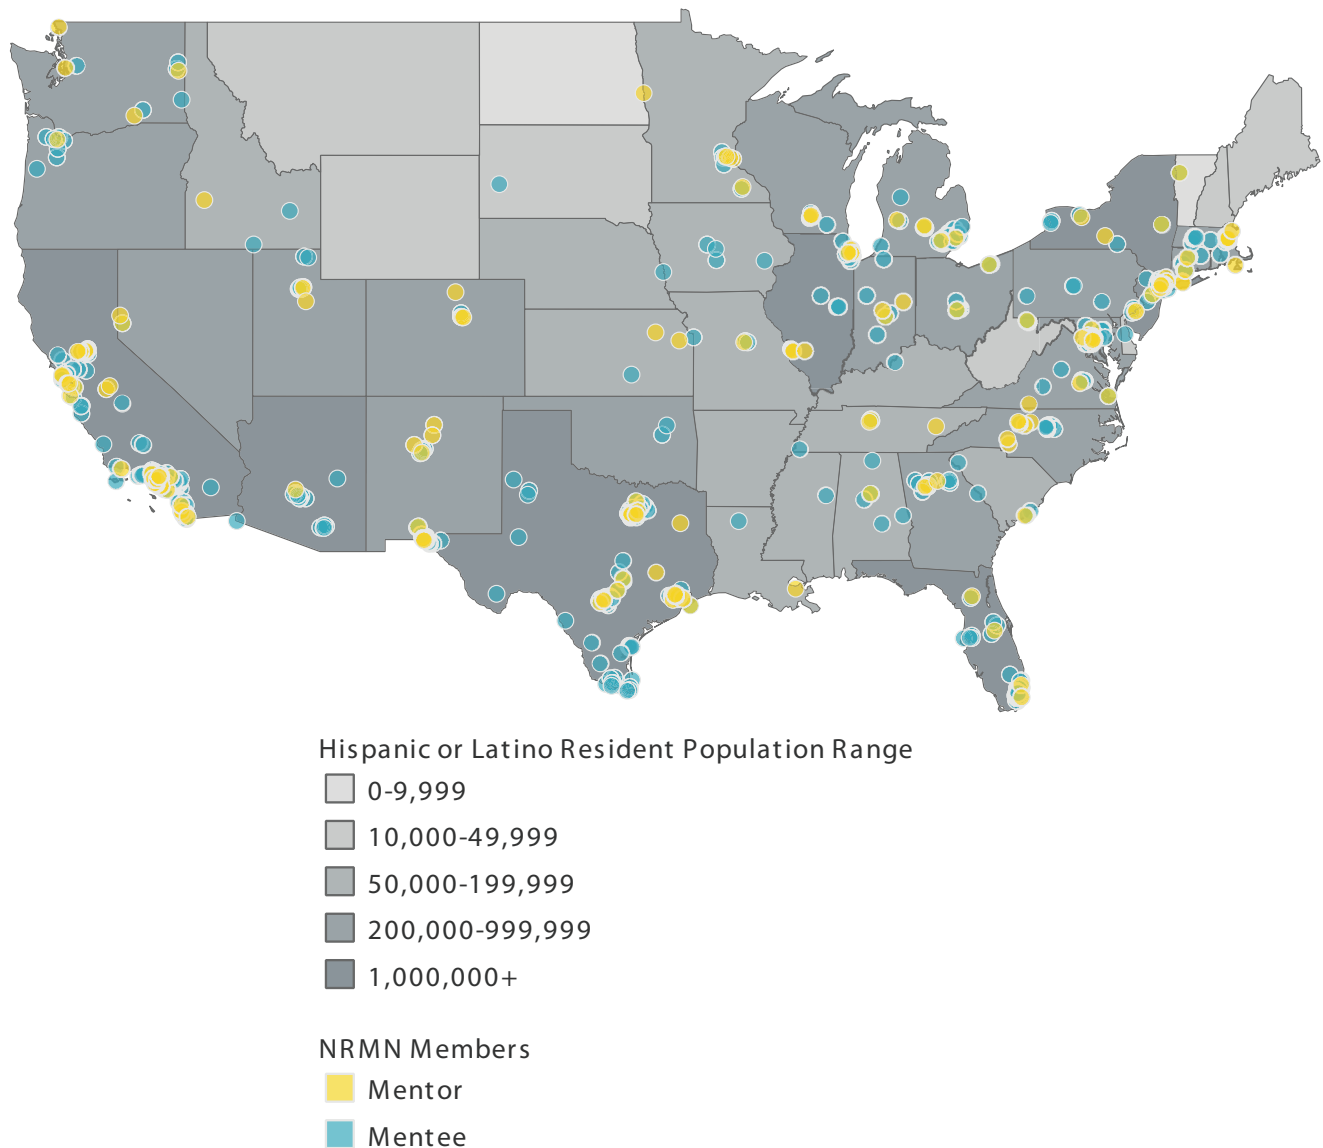 Hispanic or Latino Resident Population Range
0-9,999
10,000-49,999
50,000-199,999
200,000-999,999
1,000,000+
NRMN Members
Mentor
Mentee